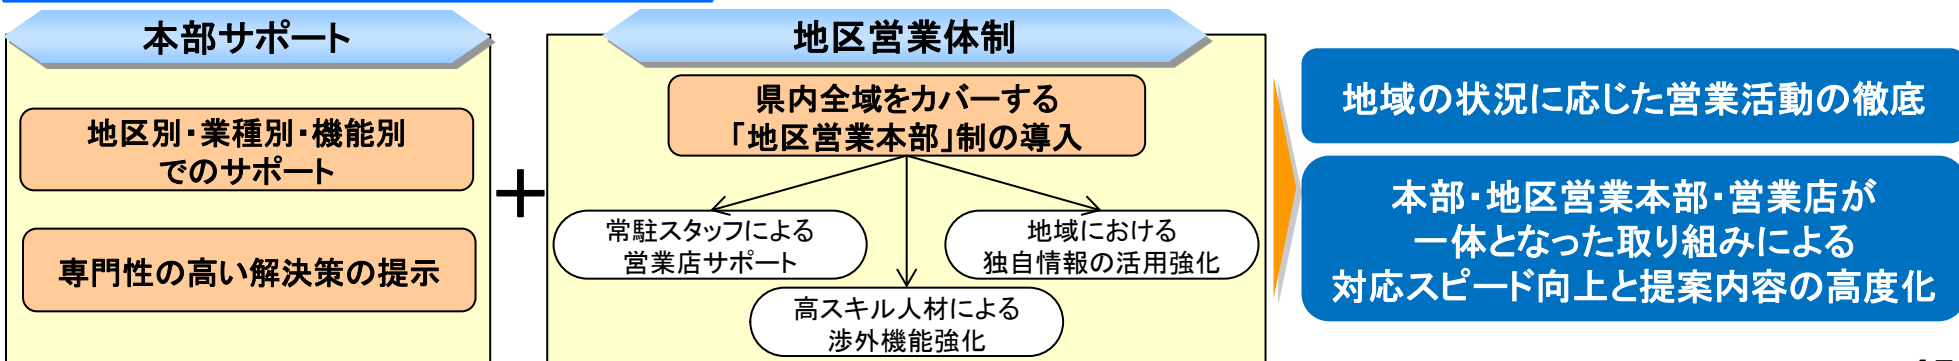 本部サポート
地区別・業種別・機能別
でのサポート
専門性の高い解決策の提示
＋
地区営業体制
県内全域をカバーする
「地区営業本部」制の導入
常駐スタッフによる
営業店サポート
地域における
独自情報の活用強化
高スキル人材による
渉外機能強化
地域の状況に応じた営業活動の徹底
本部・地区営業本部・営業店が
一体となった取り組みによる
対応スピード向上と提案内容の高度化